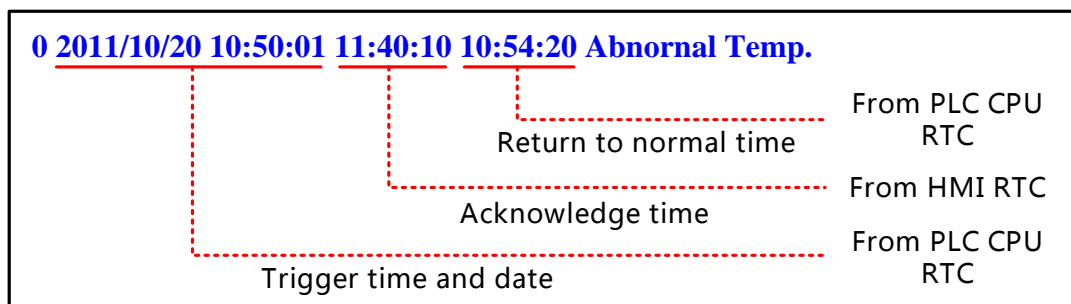 0 2011/10/20 10:50:01 11:40:10 10:54:20 Abnornal Temp.
From PLC CPU
RTC
Return to normal time
From HMI RTC
Acknowledge time
From PLC CPU
RTC
Trigger time and date